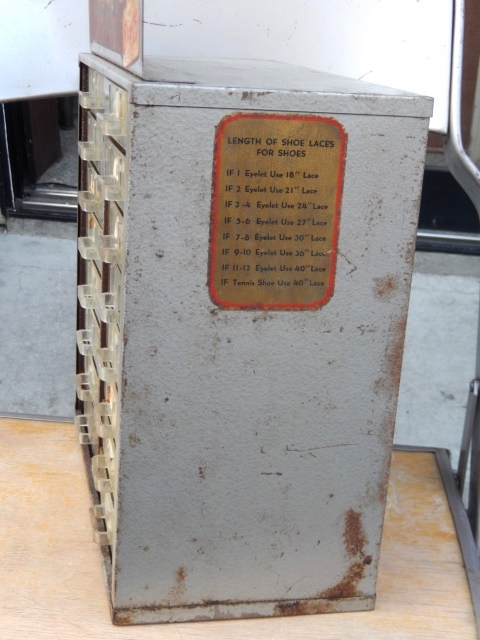 LENGTH OF SHOE LACES
FOR SHOES
IF 1 Eyelet Use 18" Lace
IF 2 Eyelet Use 21" Lace
IF 3-4 Eyelet Use 24" Lace
IF 5-6 Eyelet Use 27" Lace
IF 7-8 Eyelet Use 30" Lace
IF 9-10 Eyelet Use 36" Lace
IF 11-12 Eyelet Use 40" Lace
IF Tennis Shoe Use 40" Lace